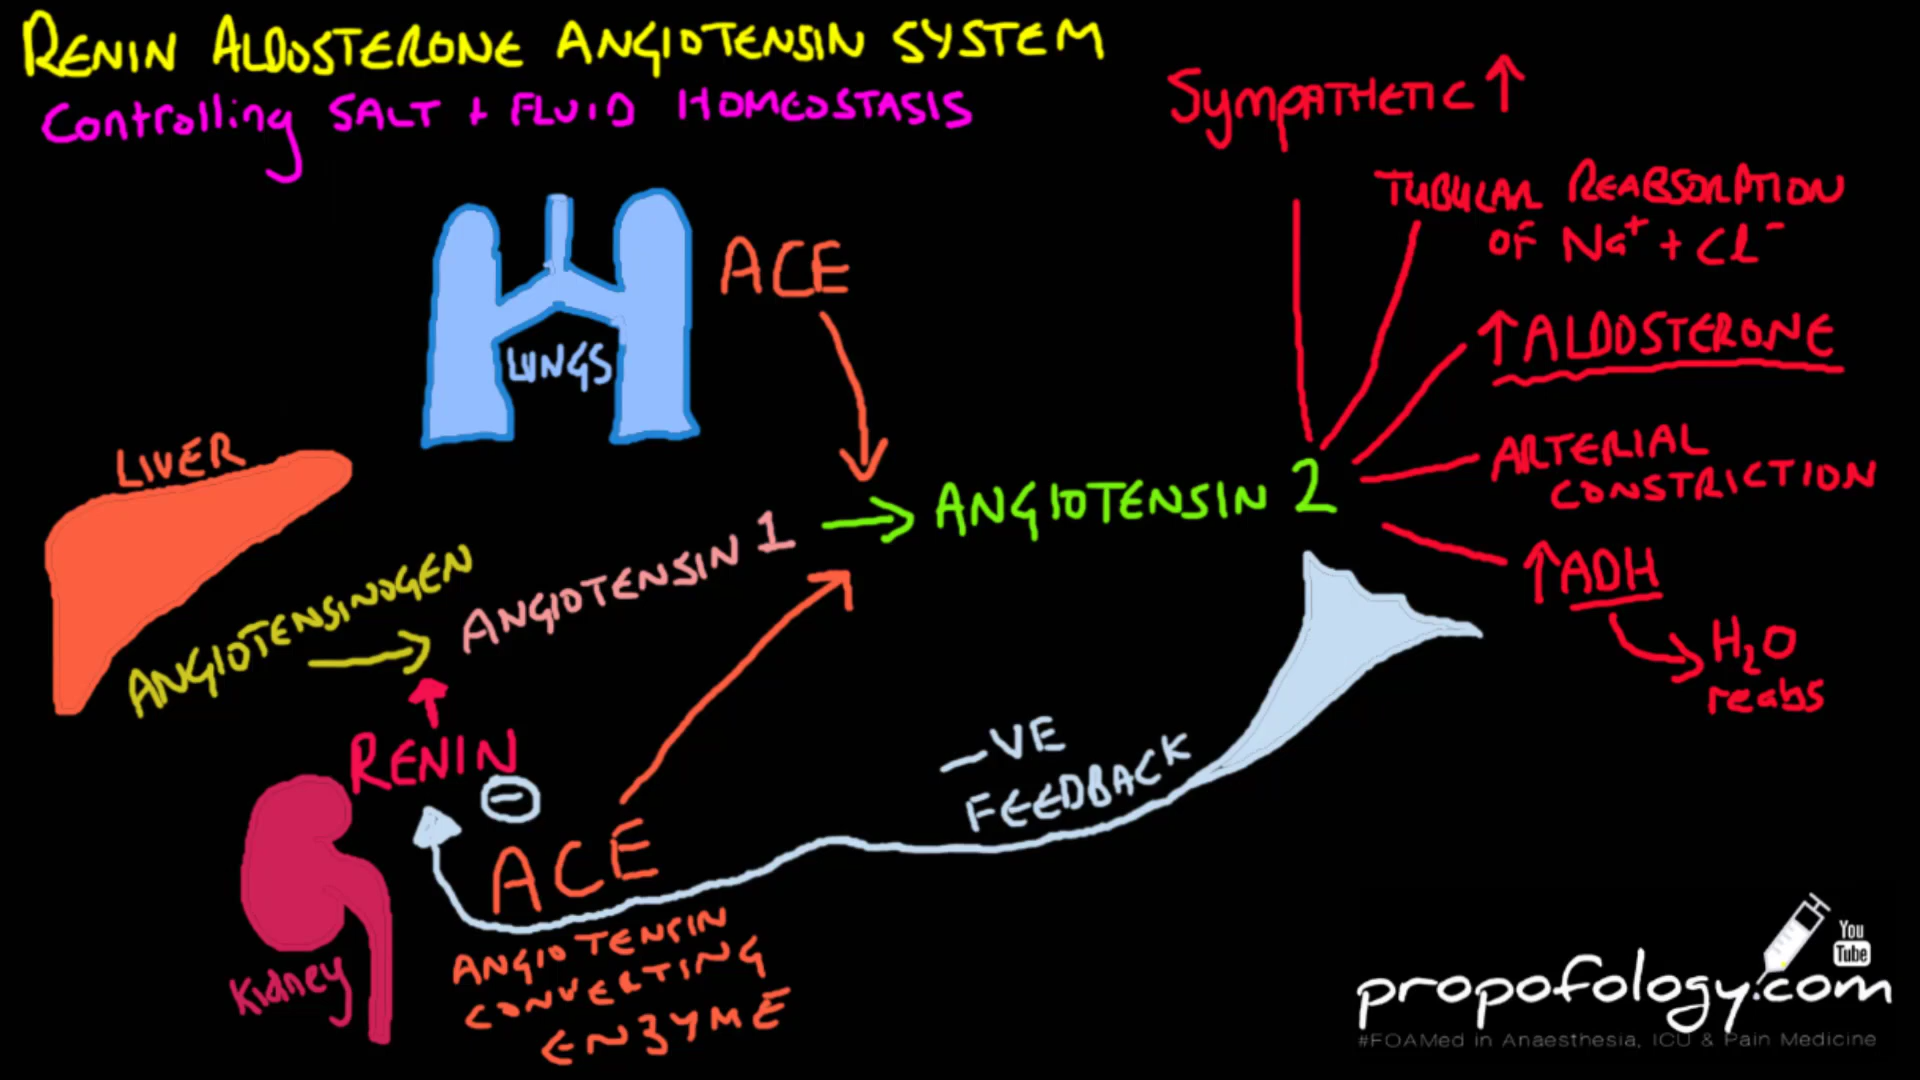 RENIN ALDOSTERONE ANGIOTENSIN SYSTEM
Controlling SALT + FLUID HOMEOSTASIS
Sympathetic ↑
TUBULAR REABSORPTION
OF Na⁺ + Cl⁻
ACE
LUNGS
↑ALDOSTERONE
LIVER
ARTERIAL
CONSTRICTION
ANGIOTENSINOGEN
→ ANGIOTENSIN 1
→ ANGIOTENSIN 2
↑ADH
H₂O
reabs
RENIN
−
-VE
FEEDBACK
ACE
ANGIOTENSIN
CONVERTING
ENZYME
Kidney
You
Tube
propofology.com
#FOAMed in Anaesthesia, ICU & Pain Medicine